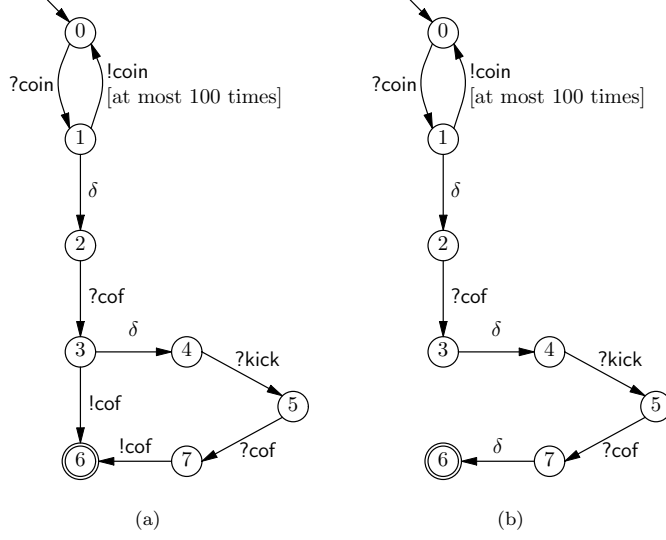 0
?coin
!coin
[at most 100 times]
1
δ
2
?cof
3
δ
4
?kick
5
!cof
?cof
6
!cof
7
(a)
0
?coin
!coin
[at most 100 times]
1
δ
2
?cof
3
δ
4
?kick
5
?cof
6
δ
7
(b)